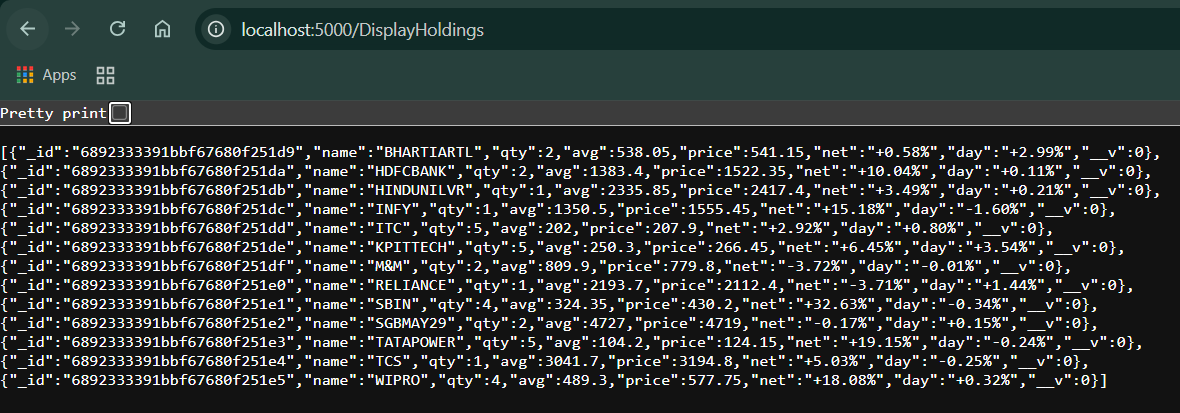 localhost:5000/DisplayHoldings
Apps
Pretty print
[{"_id":"6892333391bbf67680f251d9","name":"BHARTIARTL","qty":2,"avg":538.05,"price":541.15,"net":"+0.58%","day":"+2.99%","__v":0},
{"_id":"6892333391bbf67680f251da","name":"HDFCBANK","qty":2,"avg":1383.4,"price":1522.35,"net":"+10.04%","day":"+0.11%","__v":0},
{"_id":"6892333391bbf67680f251db","name":"HINDUNILVR","qty":1,"avg":2335.85,"price":2417.4,"net":"+3.49%","day":"+0.21%","__v":0},
{"_id":"6892333391bbf67680f251dc","name":"INFY","qty":1,"avg":1350.5,"price":1555.45,"net":"+15.18%","day":"-1.60%","__v":0},
{"_id":"6892333391bbf67680f251dd","name":"ITC","qty":5,"avg":202,"price":207.9,"net":"+2.92%","day":"+0.80%","__v":0},
{"_id":"6892333391bbf67680f251de","name":"KPITTECH","qty":5,"avg":250.3,"price":266.45,"net":"+6.45%","day":"+3.54%","__v":0},
{"_id":"6892333391bbf67680f251df","name":"M&M","qty":2,"avg":809.9,"price":779.8,"net":"-3.72%","day":"-0.01%","__v":0},
{"_id":"6892333391bbf67680f251e0","name":"RELIANCE","qty":1,"avg":2193.7,"price":2112.4,"net":"-3.71%","day":"+1.44%","__v":0},
{"_id":"6892333391bbf67680f251e1","name":"SBIN","qty":4,"avg":324.35,"price":430.2,"net":"+32.63%","day":"-0.34%","__v":0},
{"_id":"6892333391bbf67680f251e2","name":"SGBMAY29","qty":2,"avg":4727,"price":4719,"net":"-0.17%","day":"+0.15%","__v":0},
{"_id":"6892333391bbf67680f251e3","name":"TATAPOWER","qty":5,"avg":104.2,"price":124.15,"net":"+19.15%","day":"-0.24%","__v":0},
{"_id":"6892333391bbf67680f251e4","name":"TCS","qty":1,"avg":3041.7,"price":3194.8,"net":"+5.03%","day":"-0.25%","__v":0},
{"_id":"6892333391bbf67680f251e5","name":"WIPRO","qty":4,"avg":489.3,"price":577.75,"net":"+18.08%","day":"+0.32%","__v":0}]